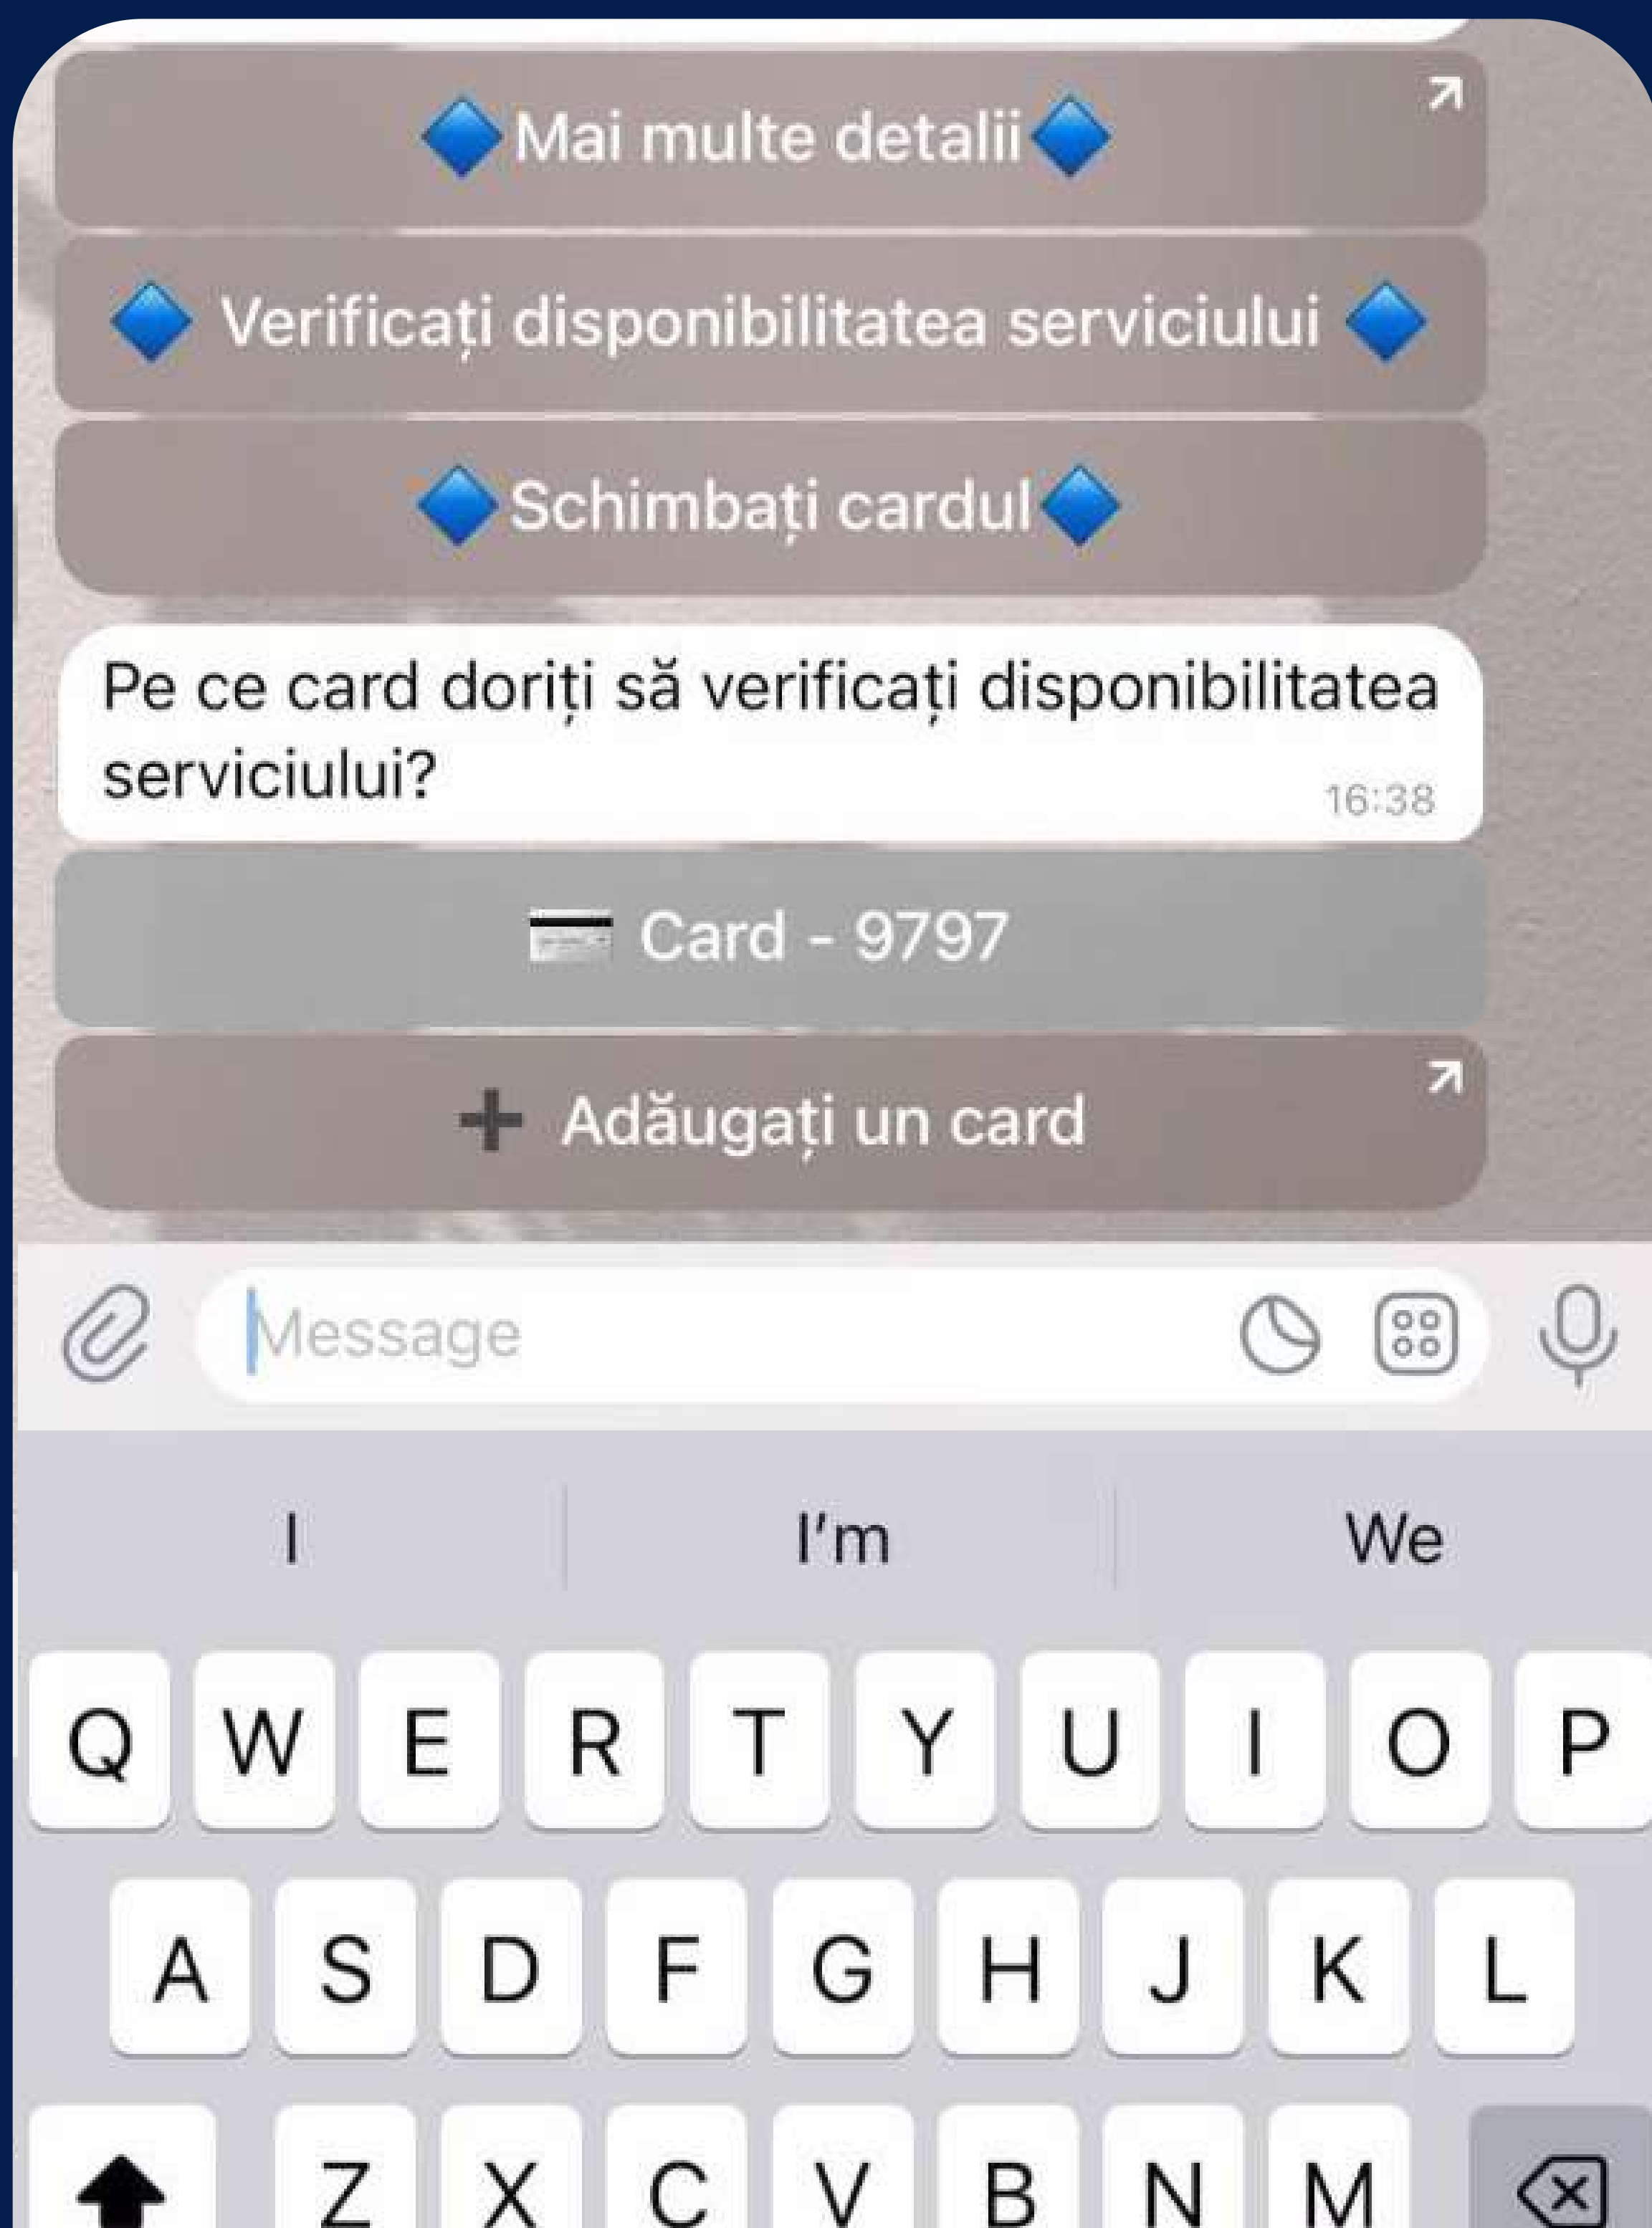 Mai multe detalii
Verificați disponibilitatea serviciului
Schimbați cardul
Pe ce card doriți să verificați disponibilitatea
serviciului?
16:38
Card - 9797
Adăugați un card
Message
I I'm We
Q W E R T Y U I O P
A S D F G H J K L
Z X C V B N M